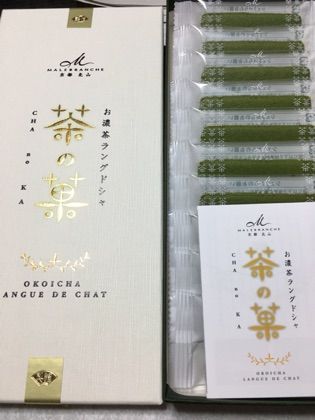 M
MALEBRANCHE
京都 北山
お濃茶ラングドシャ
茶の菓
CHA no KA
OKOICHA
LANGUE DE CHAT
M
MALEBRANCHE
京都 北山
お濃茶ラングドシャ
茶の菓
CHA no KA
OKOICHA
LANGUE DE CHAT